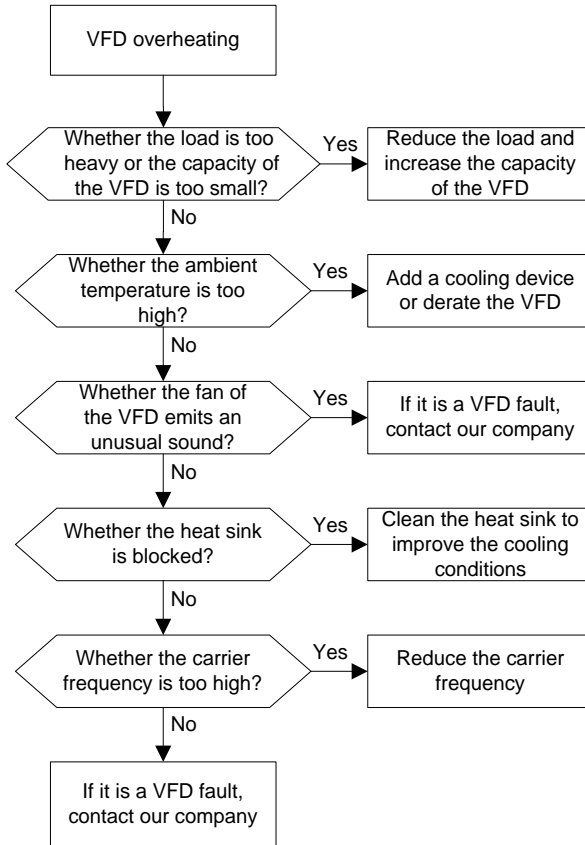 VFD overheating
Whether the load is too
heavy or the capacity of
the VFD is too small?
Yes
Reduce the load and
increase the capacity
of the VFD
No
Whether the ambient
temperature is too
high?
Yes
Add a cooling device
or derate the VFD
No
Whether the fan of
the VFD emits an
unusual sound?
Yes
If it is a VFD fault,
contact our company
No
Whether the heat sink
is blocked?
Yes
Clean the heat sink to
improve the cooling
conditions
No
Whether the carrier
frequency is too high?
Yes
Reduce the carrier
frequency
No
If it is a VFD fault,
contact our company